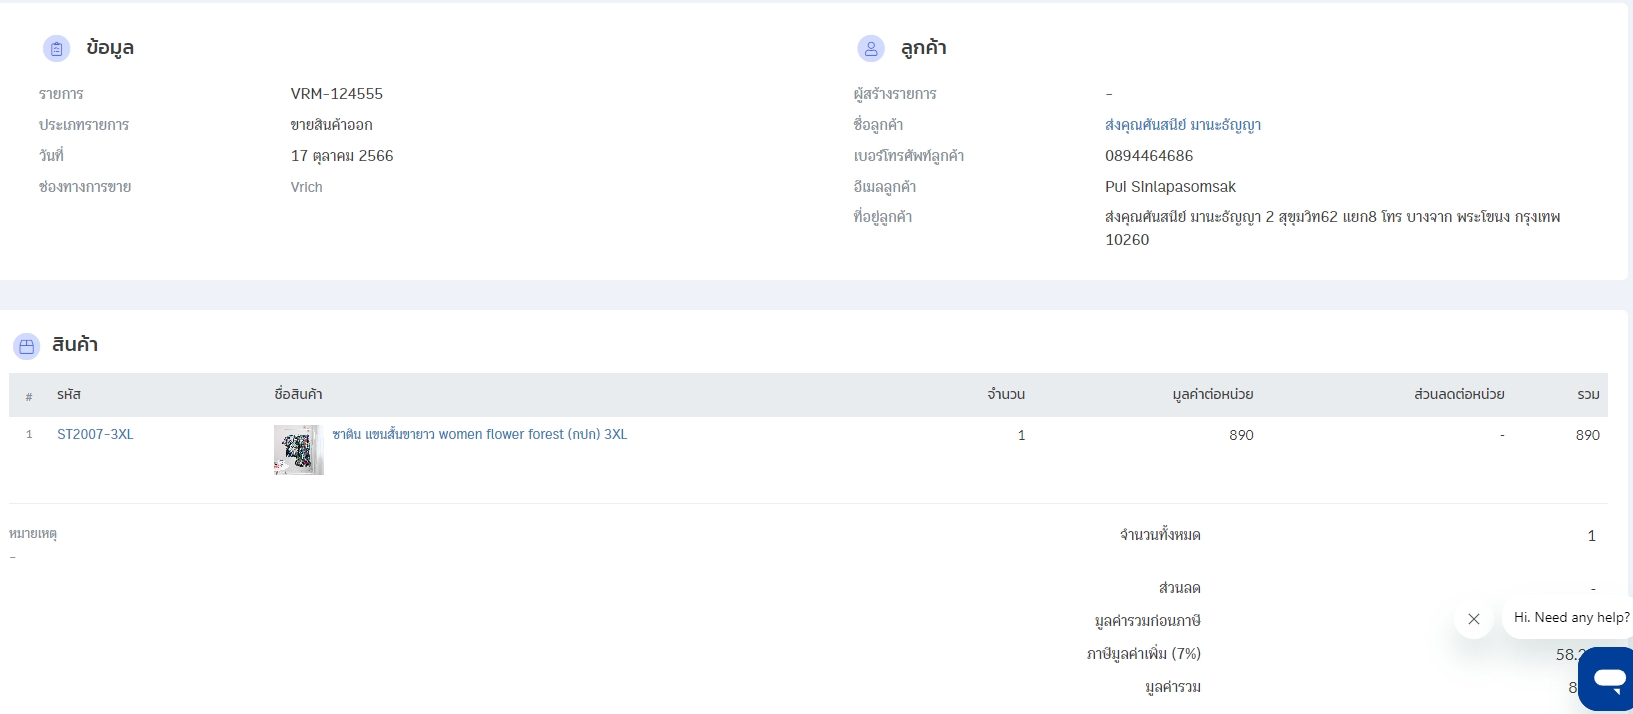 ข้อมูล
รายการ VRM-124555
ประเภทรายการ ขายสินค้าออก
วันที่ 17 ตุลาคม 2566
ช่องทางการขาย Vrich
ลูกค้า
ผู้สร้างรายการ -
ชื่อลูกค้า ส่งคุณศันสนีย์ มานะธัญญา
เบอร์โทรศัพท์ลูกค้า 0894464686
อีเมลลูกค้า Pui Sinlapasomsak
ที่อยู่ลูกค้า ส่งคุณศันสนีย์ มานะธัญญา 2 สุขุมวิท62 แยก8 โทร บางจาก พระโขนง กรุงเทพ
10260
สินค้า
# รหัส ชื่อสินค้า จำนวน มูลค่าต่อหน่วย ส่วนลดต่อหน่วย รวม
1 ST2007-3XL ซาติน แขนสั้นขายาว women flower forest (กปก) 3XL 1 890 - 890
หมายเหตุ
-
จำนวนทั้งหมด 1
ส่วนลด -
มูลค่ารวมก่อนภาษี
Hi. Need any help?
ภาษีมูลค่าเพิ่ม (7%) 58.2
มูลค่ารวม 8